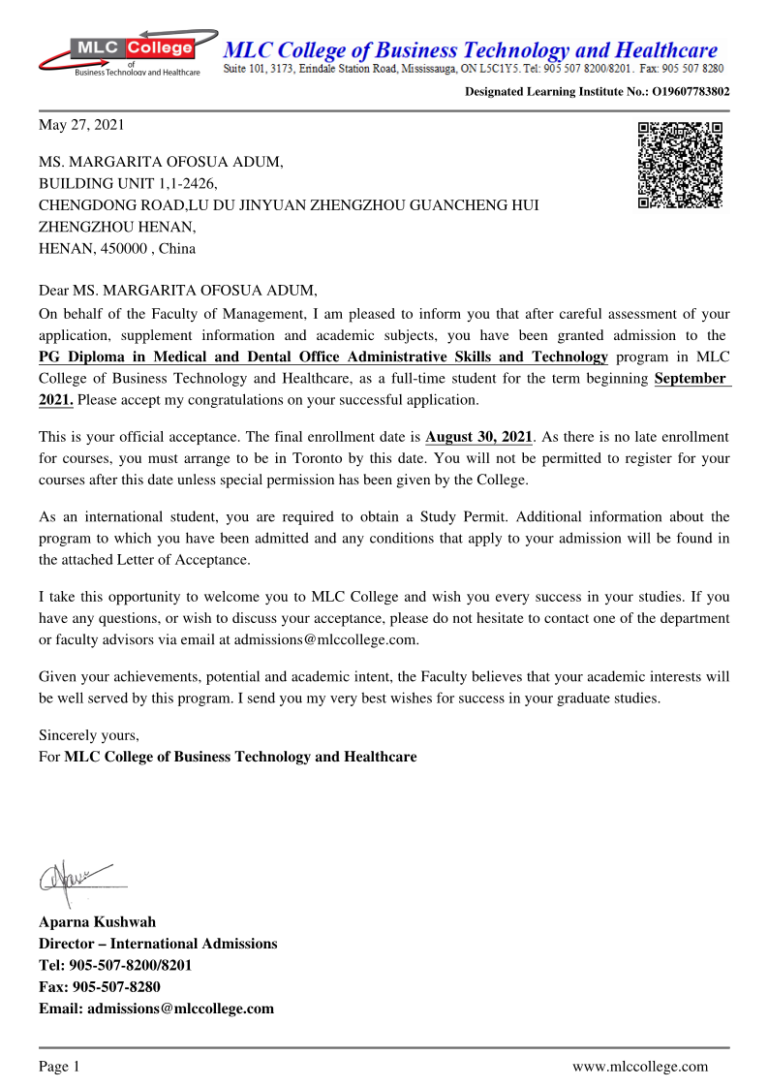 MLC College
of
Business Technology and Healthcare
MLC College of Business Technology and Healthcare
Suite 101, 3173, Erindale Station Road, Mississauga, ON L5C1Y5. Tel: 905 507 8200/8201. Fax: 905 507 8280
Designated Learning Institute No.: O19607783802
May 27, 2021
MS. MARGARITA OFOSUA ADUM,
BUILDING UNIT 1,1-2426,
CHENGDONG ROAD,LU DU JINYUAN ZHENGZHOU GUANCHENG HUI
ZHENGZHOU HENAN,
HENAN, 450000 , China
Dear MS. MARGARITA OFOSUA ADUM,
On behalf of the Faculty of Management, I am pleased to inform you that after careful assessment of your
application, supplement information and academic subjects, you have been granted admission to the
PG Diploma in Medical and Dental Office Administrative Skills and Technology program in MLC
College of Business Technology and Healthcare, as a full-time student for the term beginning September
2021. Please accept my congratulations on your successful application.
This is your official acceptance. The final enrollment date is August 30, 2021. As there is no late enrollment
for courses, you must arrange to be in Toronto by this date. You will not be permitted to register for your
courses after this date unless special permission has been given by the College.
As an international student, you are required to obtain a Study Permit. Additional information about the
program to which you have been admitted and any conditions that apply to your admission will be found in
the attached Letter of Acceptance.
I take this opportunity to welcome you to MLC College and wish you every success in your studies. If you
have any questions, or wish to discuss your acceptance, please do not hesitate to contact one of the department
or faculty advisors via email at admissions@mlccollege.com.
Given your achievements, potential and academic intent, the Faculty believes that your academic interests will
be well served by this program. I send you my very best wishes for success in your graduate studies.
Sincerely yours,
For MLC College of Business Technology and Healthcare
Aparna Kushwah
Director – International Admissions
Tel: 905-507-8200/8201
Fax: 905-507-8280
Email: admissions@mlccollege.com
Page 1
www.mlccollege.com